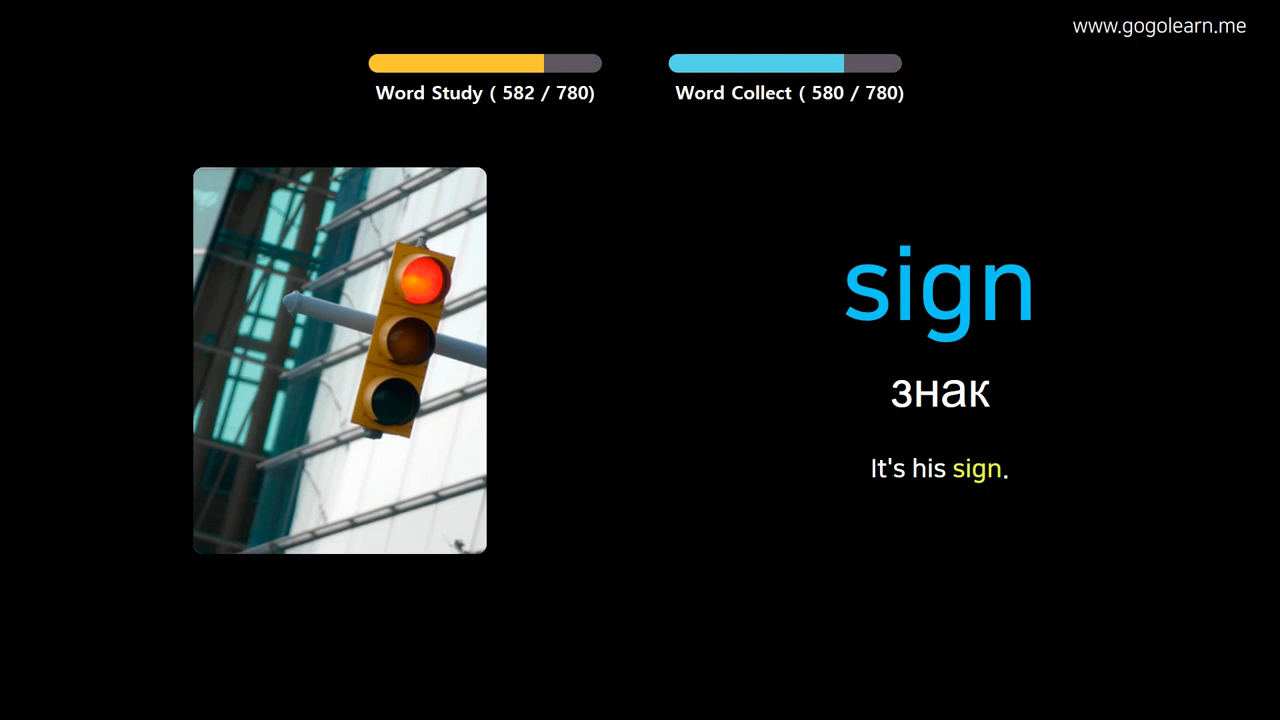 www.gogolearn.me
Word Study ( 582 / 780)
Word Collect ( 580 / 780)
sign
знак
It's his sign.